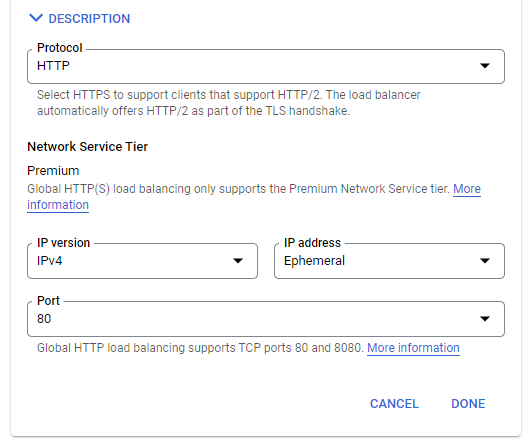 DESCRIPTION
Protocol
HTTP
Select HTTPS to support clients that support HTTP/2. The load balancer
automatically offers HTTP/2 as part of the TLS handshake.
Network Service Tier
Premium
Global HTTP(S) load balancing only supports the Premium Network Service tier. More
information
IP version
IPv4
IP address
Ephemeral
Port
80
Global HTTP load balancing supports TCP ports 80 and 8080. More information
CANCEL
DONE